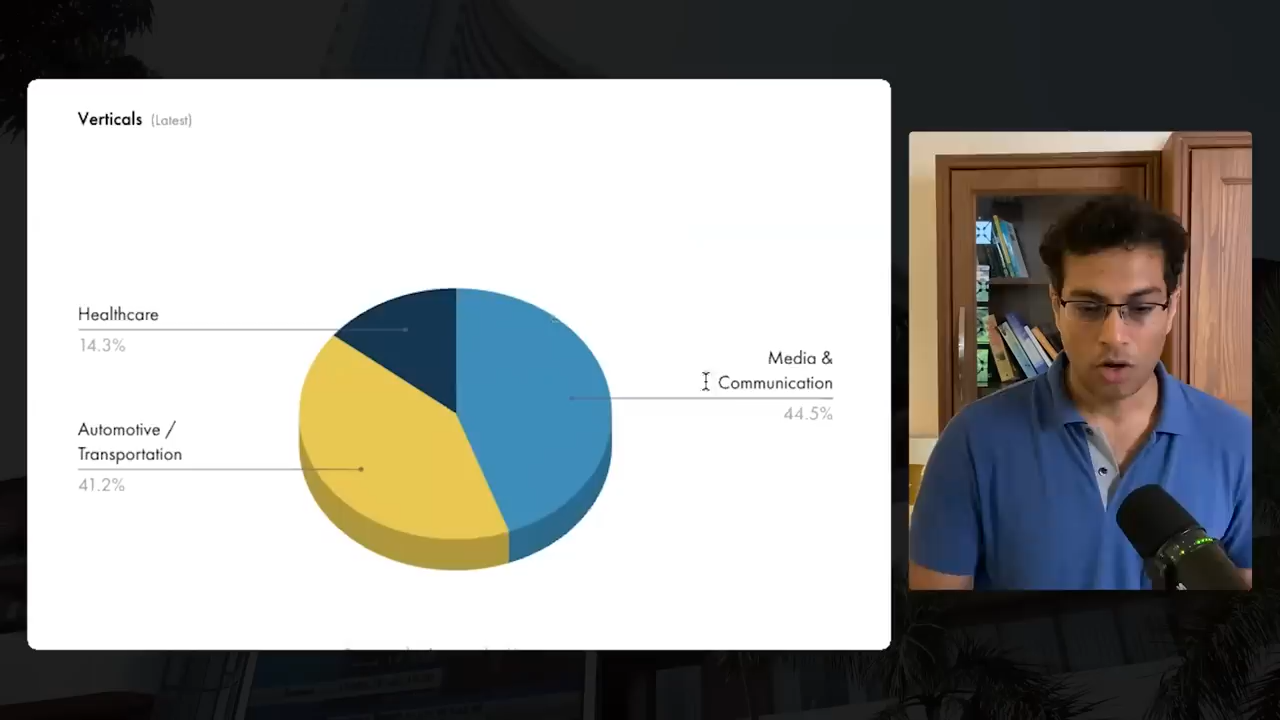 Verticals (Latest)
Healthcare
14.3%
Automotive /
Transportation
41.2%
Media &
Communication
44.5%